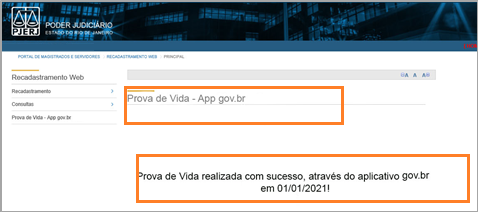 PJERJ
PODER JUDICIÁRIO
ESTADO DO RIO DE JANEIRO
PORTAL DE MAGISTRADOS E SERVIDORES RECADASTRAMENTO WEB PRINCIPAL
Recadastramento Web
Recadastramento
Consultas
Prova de Vida - App gov.br
A
Prova de Vida - App gov.br
Prova de Vida realizada com sucesso, através do aplicativo gov.br
em 01/01/2021!